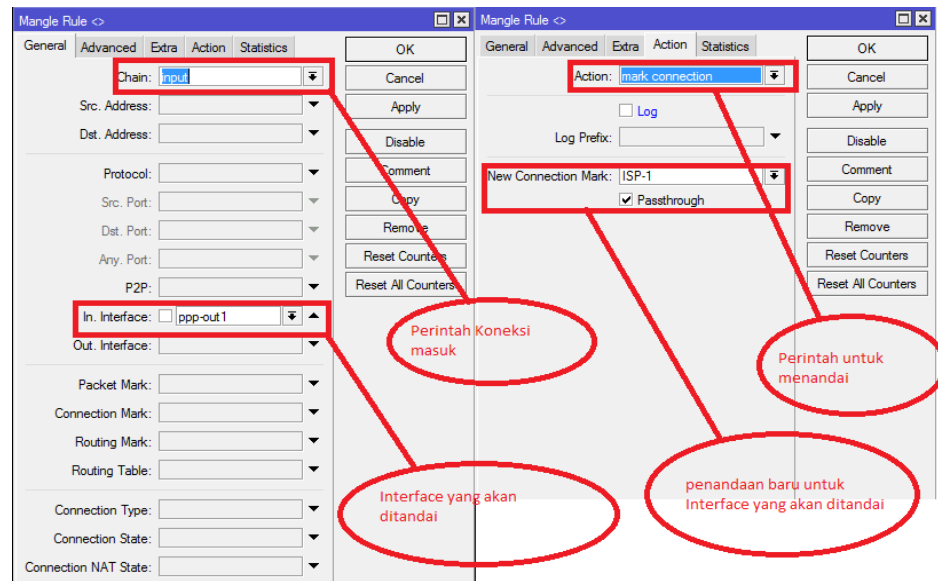 Mangle Rule <>
General Advanced Extra Action Statistics
Chain: input
Src. Address:
Dst. Address:
Protocol:
Src. Port:
Dst. Port:
Any. Port:
P2P:
In. Interface: ppp-out1
Out. Interface:
Packet Mark:
Connection Mark:
Routing Mark:
Routing Table:
Connection Type:
Connection State:
Connection NAT State:
OK
Cancel
Apply
Disable
Comment
Copy
Remove
Reset Counters
Reset All Counters
Perintah Koneksi
masuk
Interface yang akan
ditandai
Mangle Rule <>
General Advanced Extra Action Statistics
Action: mark connection
Log
Log Prefix:
New Connection Mark: ISP-1
Passthrough
OK
Cancel
Apply
Disable
Comment
Copy
Remove
Reset Counters
Reset All Counters
Perintah untuk
menandai
penandaan baru untuk
Interface yang akan ditandai